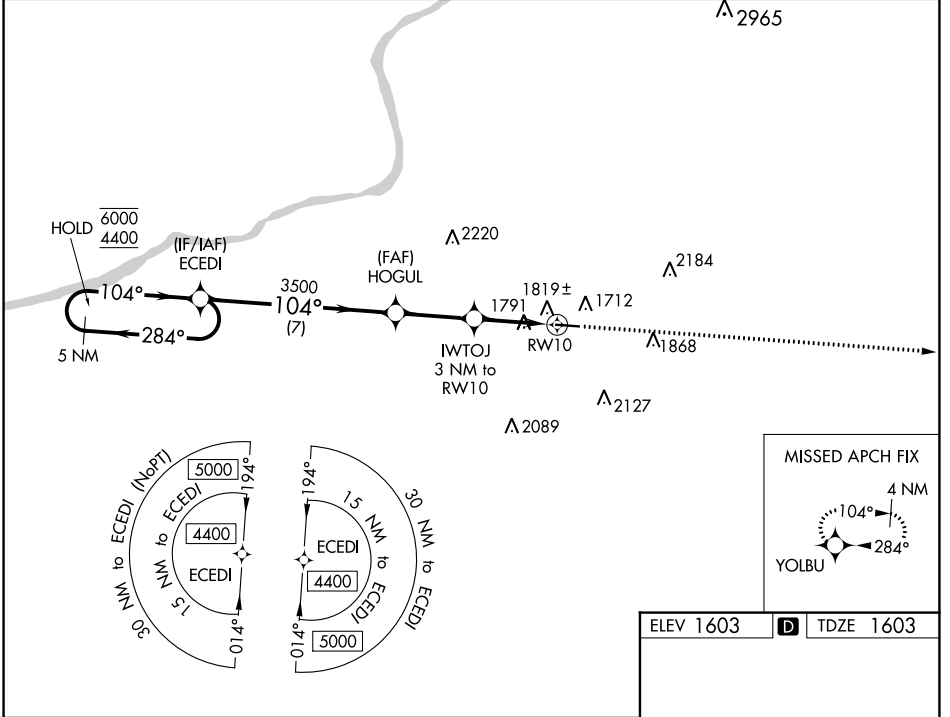 2965
HOLD
6000
4400
(IF/IAF)
ECEDI
2220
(FAF)
HOGUL
2184
104°
3500
104°
(7)
1791
1819±
1712
284°
5 NM
IWTOJ
3 NM to
RW10
RW10
1868
2127
2089
30 NM to ECEDI (NoPT)
5000
194°
15 NM to ECEDI
4400
ECEDI
014°
194°
30 NM to ECEDI
15 NM to ECEDI
ECEDI
4400
5000
014°
MISSED APCH FIX
4 NM
104°
284°
YOLBU
ELEV 1603 D TDZE 1603